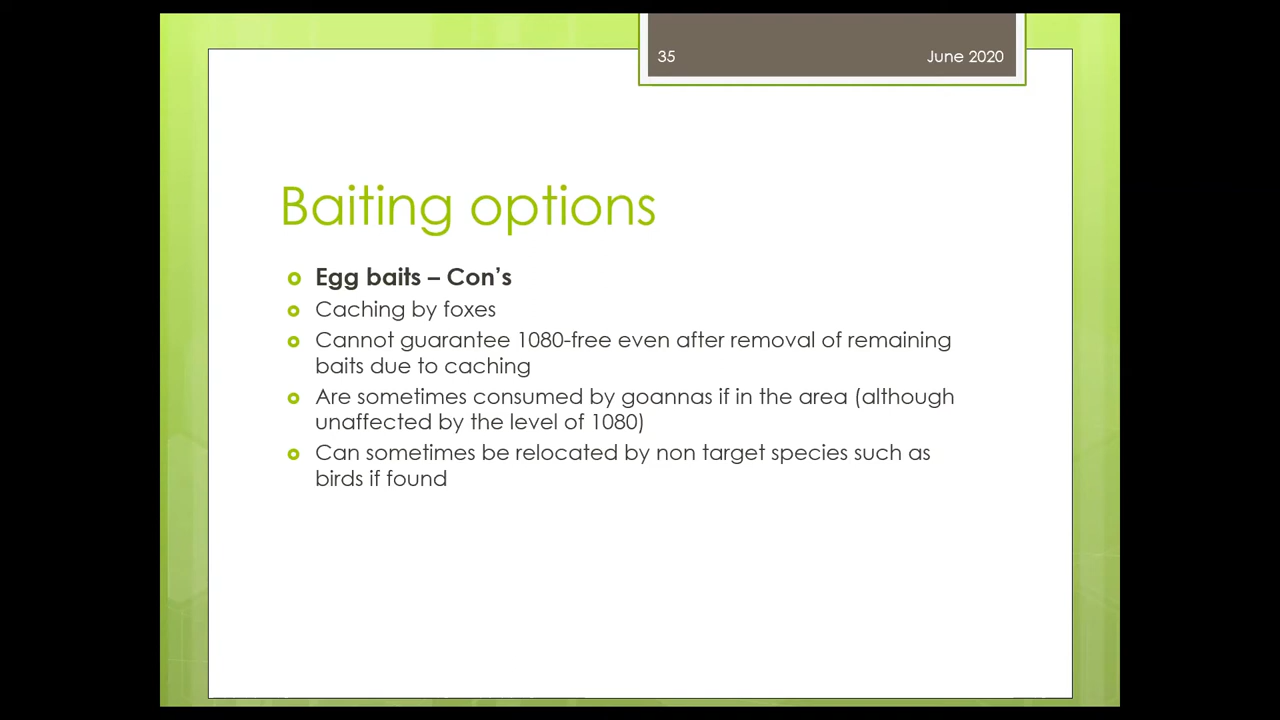 35
June 2020
Baiting options
Egg baits – Con's
Caching by foxes
Cannot guarantee 1080-free even after removal of remaining
baits due to caching
Are sometimes consumed by goannas if in the area (although
unaffected by the level of 1080)
Can sometimes be relocated by non target species such as
birds if found